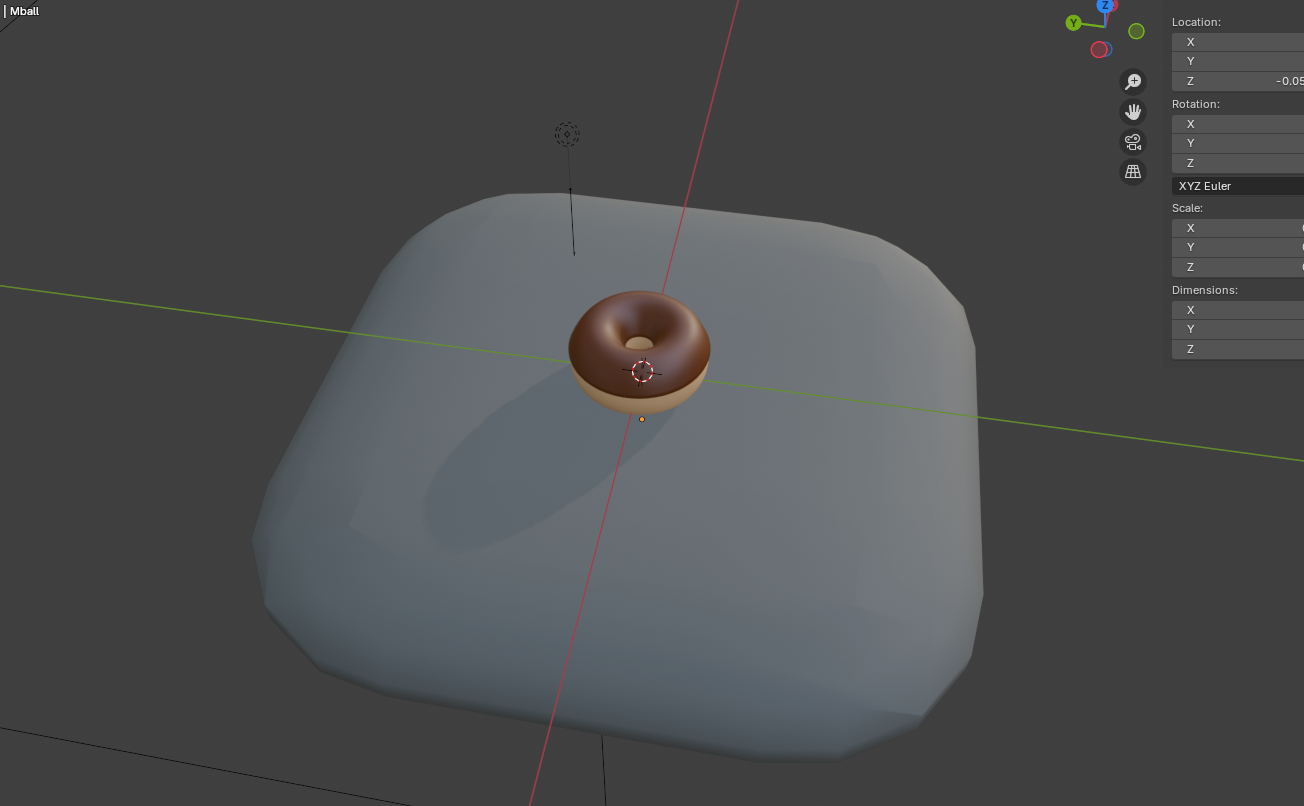 | Mball
Z
Y
Location:
X
Y
Z -0.05
Rotation:
X
Y
Z
XYZ Euler
Scale:
X
Y
Z
Dimensions:
X
Y
Z